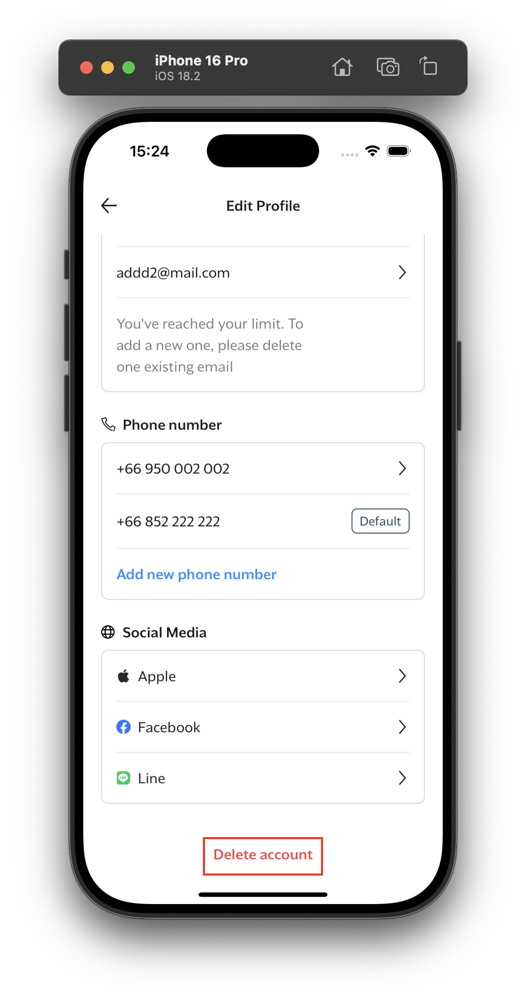 iPhone 16 Pro
iOS 18.2
15:24
Edit Profile
addd2@mail.com
You've reached your limit. To
add a new one, please delete
one existing email
Phone number
+66 950 002 002
+66 852 222 222
Default
Add new phone number
Social Media
Apple
Facebook
LINE
Line
Delete account